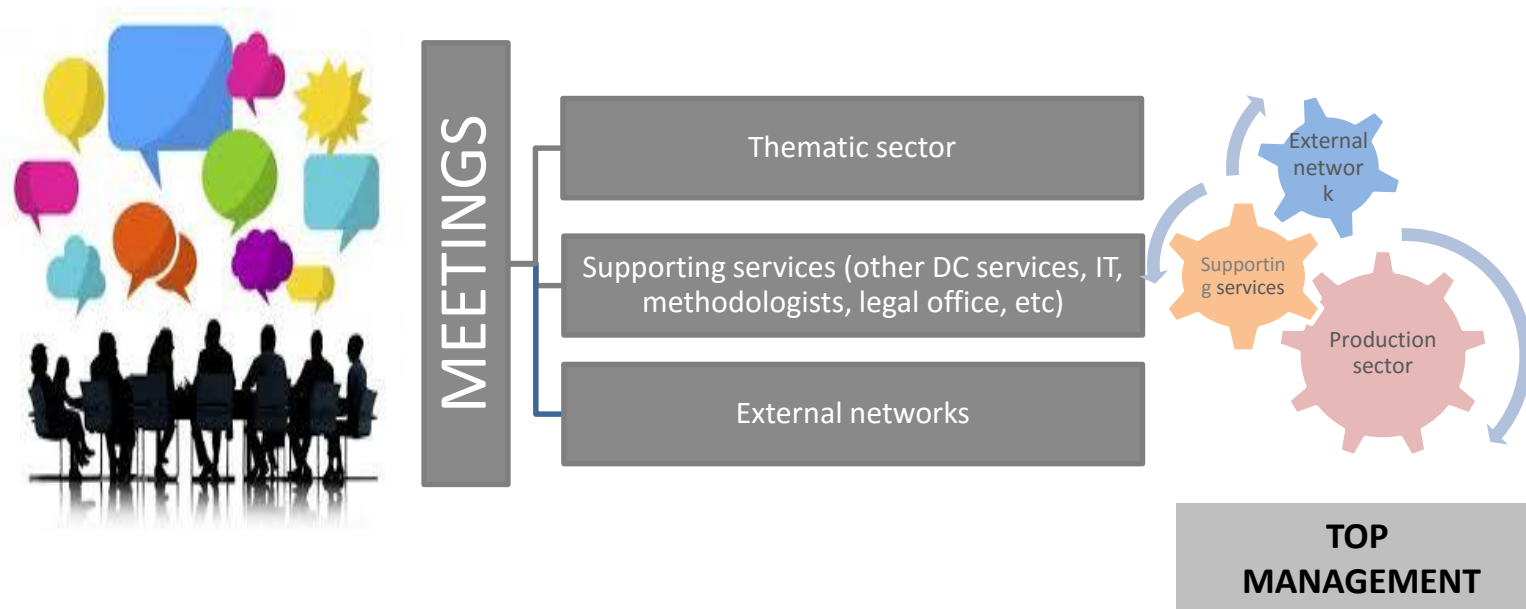 MEETINGS
Thematic sector
Supporting services (other DC services, IT,
methodologists, legal office, etc)
External networks
External
networ
k
Supportin
g services
Production
sector
TOP
MANAGEMENT